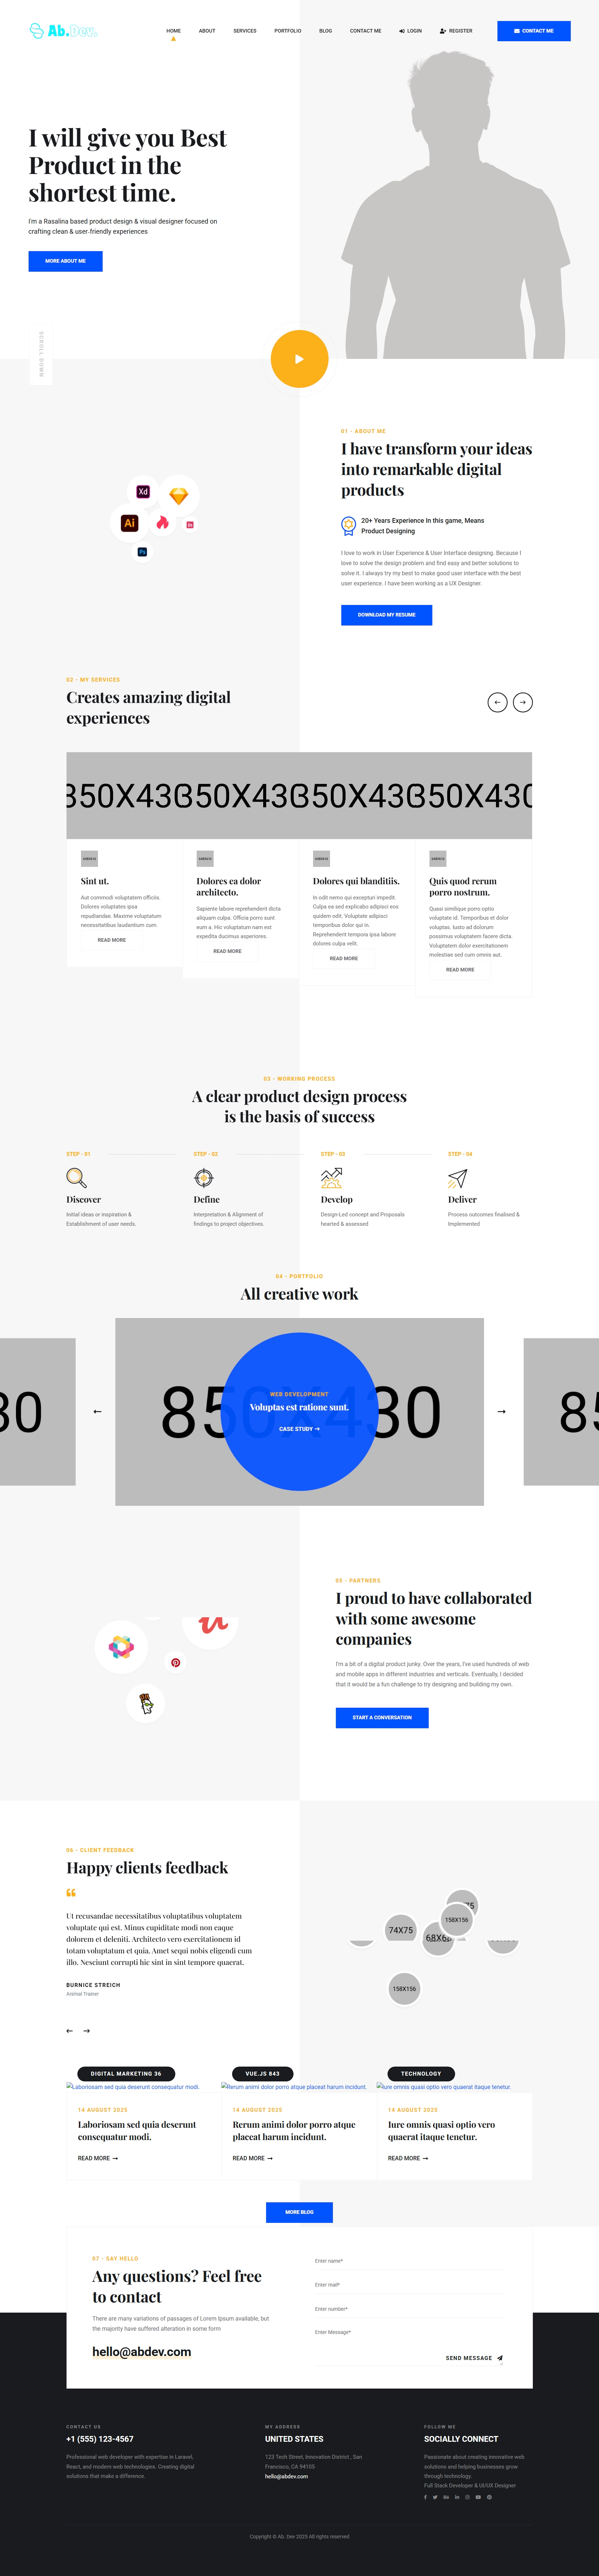 Ab.Dev.
HOME ABOUT SERVICES PORTFOLIO BLOG CONTACT ME LOGIN REGISTER CONTACT ME
I will give you Best
Product in the
shortest time.
I'm a Rasalina based product design & visual designer focused on
crafting clean & user-friendly experiences
MORE ABOUT ME
SCROLL DOWN
01 - ABOUT ME
I have transform your ideas
into remarkable digital
products
Xd
Ai
Ps
in
20+ Years Experience In this game, Means
Product Designing
I love to work in User Experience & User Interface designing. Because I
love to solve the design problem and find easy and better solutions to
solve it. I always try my best to make good user interface with the best
user experience. I have been working as a UX Designer.
DOWNLOAD MY RESUME
02 - MY SERVICES
Creates amazing digital
experiences
350X430 350X430 350X430 350X430
Sint ut.
Aut commodi voluptatem officiis.
Dolores voluptates ipsa
repudiandae. Maxime voluptatum
necessitatibus laudantium cum.
READ MORE
Dolores ea dolor
architecto.
Sapiente labore reprehenderit dicta
aliquam culpa. Officia porro sunt
eum a. Hic voluptatum nam est
expedita ducimus asperiores.
READ MORE
Dolores qui blanditiis.
In odit nemo qui excepturi impedit.
Culpa ea sed explicabo adipisci eos
quidem odit. Voluptate adipisci
temporibus dolor qui in.
Reprehenderit tempora ipsa labore
dolores culpa velit.
READ MORE
Quis quod rerum
porro nostrum.
Quasi similique porro optio
voluptate id. Temporibus et dolor
voluptas. Iusto ad dolorum
possimus voluptatem facere dicta.
Voluptatem dolor exercitationem
molestiae sed cum omnis aut.
READ MORE
03 - WORKING PROCESS
A clear product design process
is the basis of success
STEP - 01
Discover
Initial ideas or inspiration &
Establishment of user needs.
STEP - 02
Define
Interpretation & Alignment of
findings to project objectives.
STEP - 03
Develop
Design-Led concept and Proposals
hearted & assessed
STEP - 04
Deliver
Process outcomes finalised &
Implemented
04 - PORTFOLIO
All creative work
WEB DEVELOPMENT
Voluptas est ratione sunt.
CASE STUDY
05 - PARTNERS
I proud to have collaborated
with some awesome
companies
I'm a bit of a digital product junky. Over the years, I've used hundreds of web
and mobile apps in different industries and verticals. Eventually, I decided
that it would be a fun challenge to try designing and building my own.
START A CONVERSATION
06 - CLIENT FEEDBACK
Happy clients feedback
Ut recusandae necessitatibus voluptatibus voluptatem
voluptate qui est. Minus cupiditate modi non eaque
dolorem et deleniti. Architecto vero exercitationem id
totam voluptatum et quia. Amet sequi nobis eligendi cum
illo. Nesciunt corrupti hic sint in sint tempore quaerat.
BURNICE STREICH
Animal Trainer
74X75
158X156
158X156
DIGITAL MARKETING 36
Laboriosam sed quia deserunt consequatur modi.
14 AUGUST 2025
Laboriosam sed quia deserunt
consequatur modi.
READ MORE
VUE.JS 843
Rerum animi dolor porro atque placeat harum incidunt.
14 AUGUST 2025
Rerum animi dolor porro atque
placeat harum incidunt.
READ MORE
TECHNOLOGY
Iure omnis quasi optio vero quaerat itaque tenetur.
14 AUGUST 2025
Iure omnis quasi optio vero
quaerat itaque tenetur.
READ MORE
MORE BLOG
07 - SAY HELLO
Any questions? Feel free
to contact
There are many variations of passages of Lorem Ipsum available, but
the majority have suffered alteration in some form
hello@abdev.com
Enter name*
Enter mail*
Enter number*
Enter Message*
SEND MESSAGE
CONTACT US
+1 (555) 123-4567
Professional web developer with expertise in Laravel,
React, and modern web technologies. Creating digital
solutions that make a difference.
MY ADDRESS
UNITED STATES
123 Tech Street, Innovation District , San
Francisco, CA 94105
hello@abdev.com
FOLLOW ME
SOCIALLY CONNECT
Passionate about creating innovative web
solutions and helping businesses grow
through technology.
Full Stack Developer & UI/UX Designer
Copyright © Ab. Dev 2025 All rights reserved